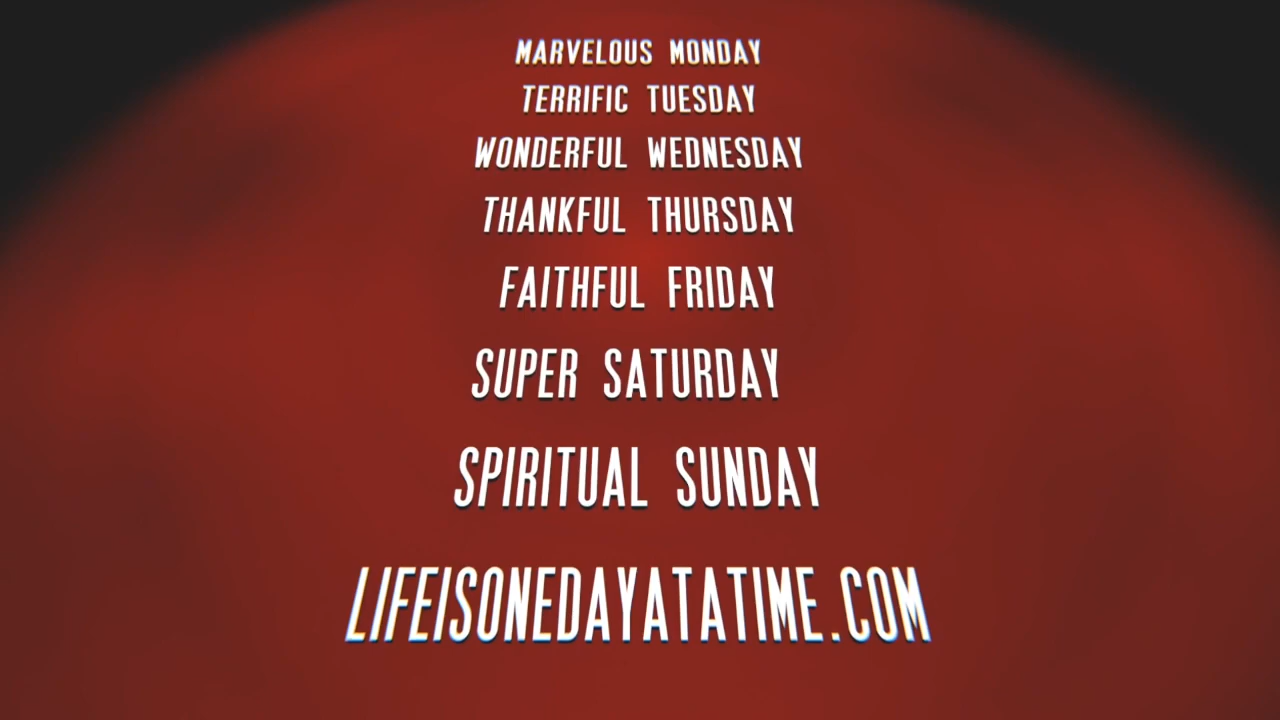 MARVELOUS MONDAY
TERRIFIC TUESDAY
WONDERFUL WEDNESDAY
THANKFUL THURSDAY
FAITHFUL FRIDAY
SUPER SATURDAY
SPIRITUAL SUNDAY
LIFEISONEDAYATATIME.COM